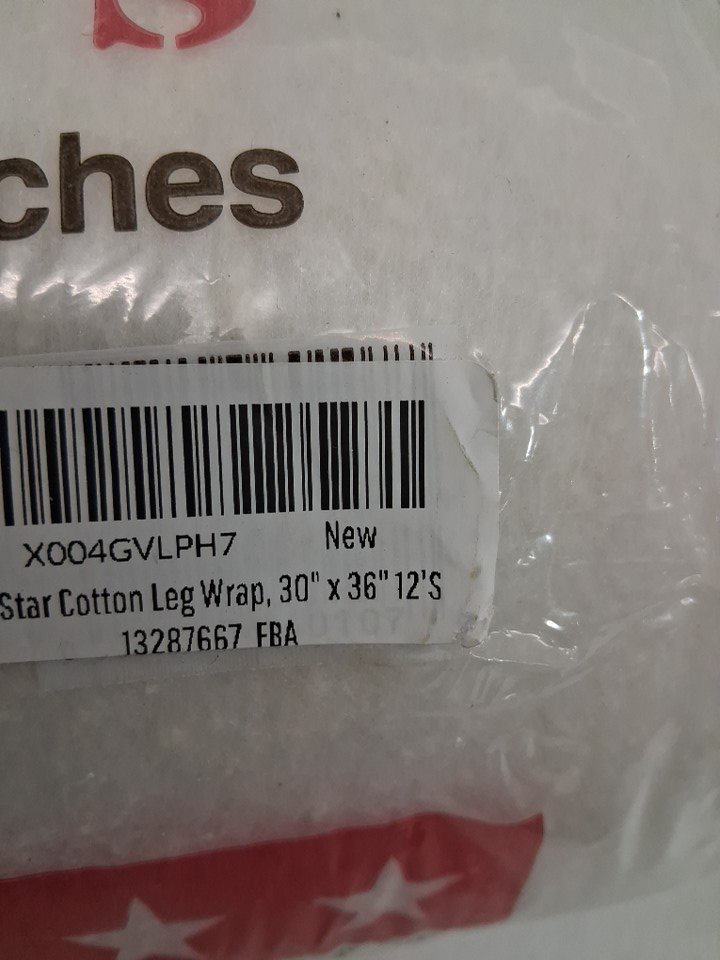 S
ches
X004GVLPH7
New
Star Cotton Leg Wrap, 30" x 36" 12'S
13287667 FBA